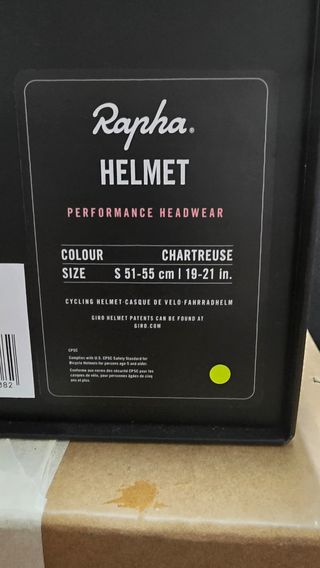 Rapha.
HELMET
PERFORMANCE HEADWEAR
COLOUR CHARTREUSE
SIZE S 51-55 cm | 19-21 in.
CYCLING HELMET·CASQUE DE VELO·FAHRRADHELM
GIRO HELMET PATENTS CAN BE FOUND AT
GIRO.COM
CPSC
Complies with U.S. CPSC Safety Standard for
Bicycle Helmets for persons age 5 and older.
Conforme aux normes des sécurité CPSC pour les
casques de vélo, pour personnes âgées de cinq
ans et plus.
082